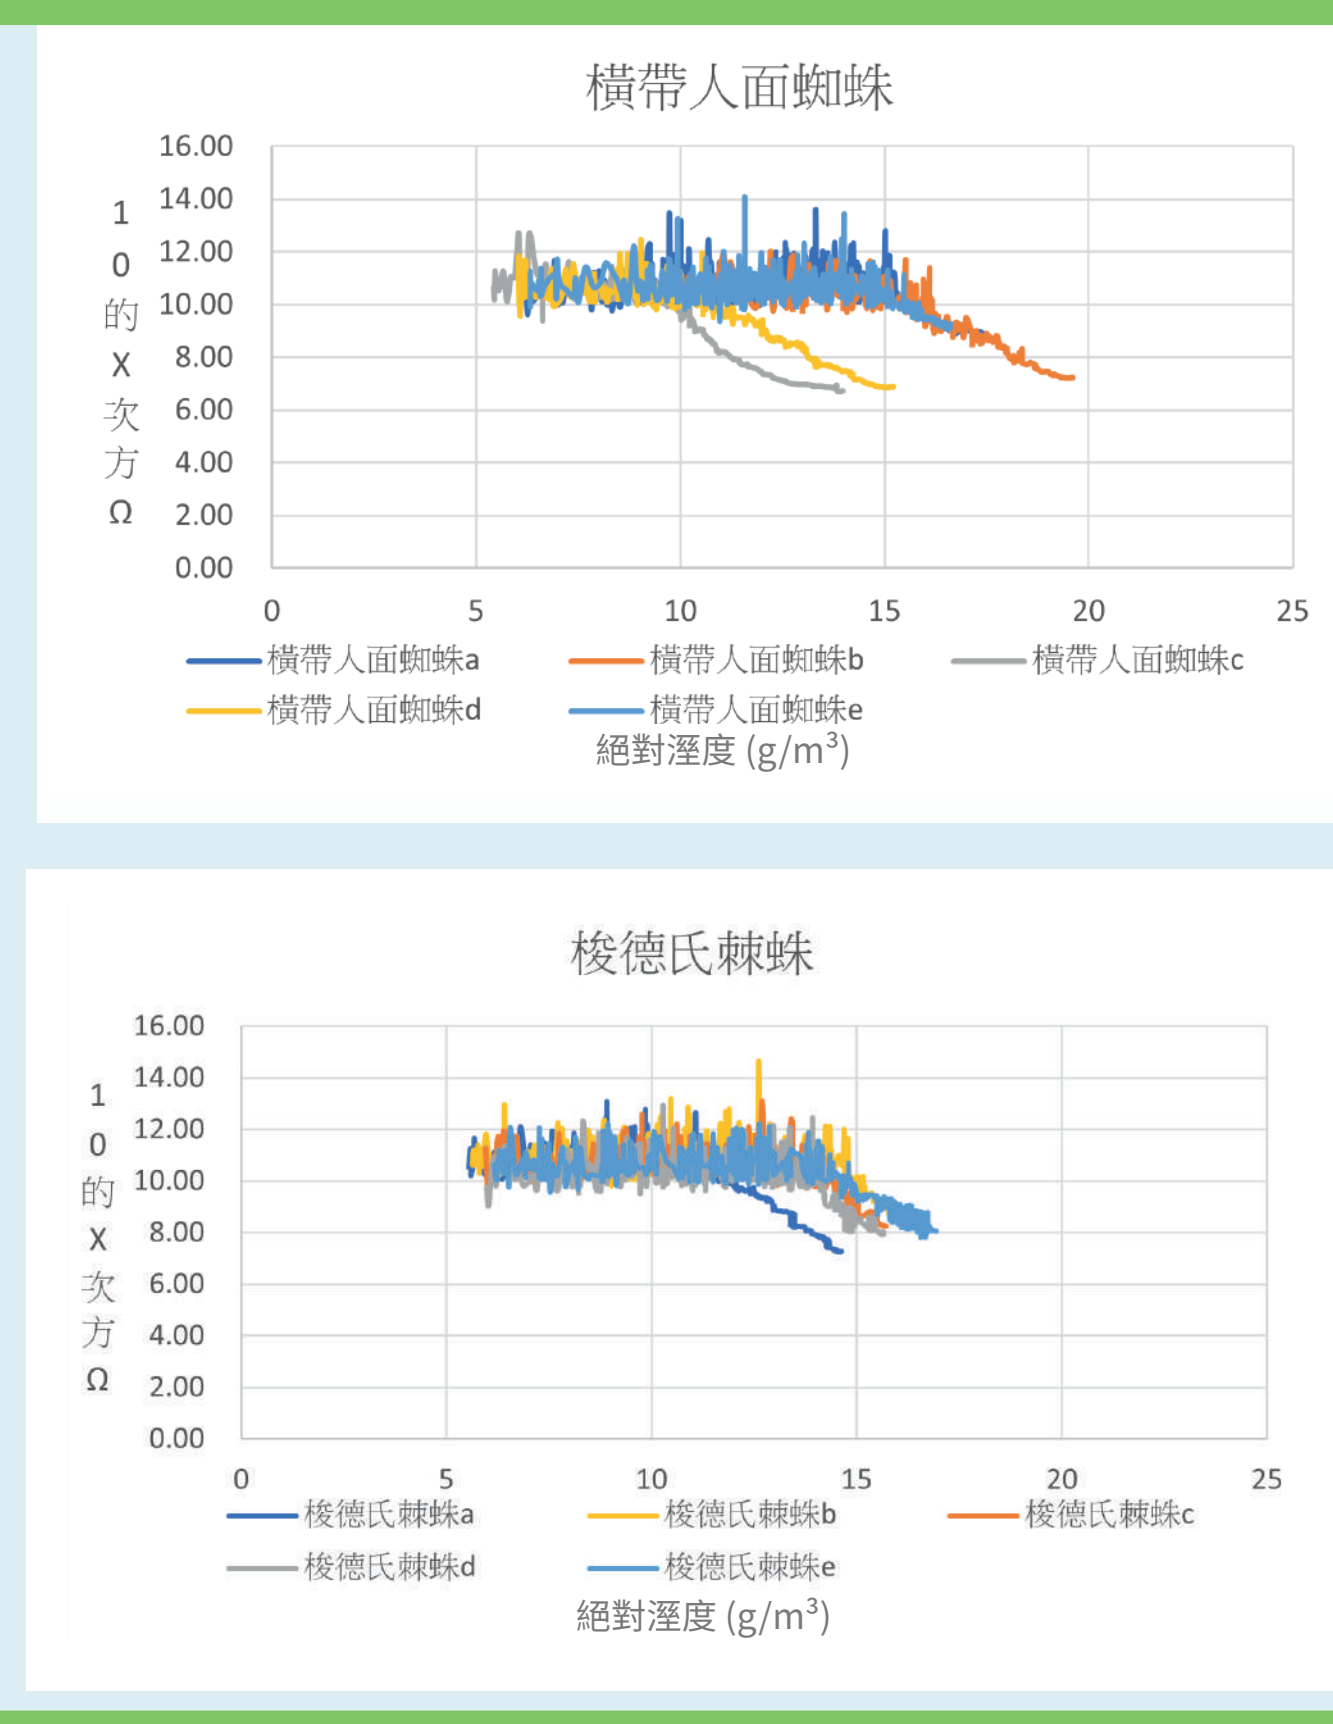 橫帶人面蜘蛛
16.00
14.00
12.00
10.00
8.00
6.00
4.00
2.00
0.00
10的X次方Ω
0 5 10 15 20 25
橫帶人面蜘蛛a 橫帶人面蜘蛛b 橫帶人面蜘蛛c
橫帶人面蜘蛛d 橫帶人面蜘蛛e
絕對溼度 (g/m³)
梭德氏棘蛛
16.00
14.00
12.00
10.00
8.00
6.00
4.00
2.00
0.00
10的X次方Ω
0 5 10 15 20 25
梭德氏棘蛛a 梭德氏棘蛛b 梭德氏棘蛛c
梭德氏棘蛛d 梭德氏棘蛛e
絕對溼度 (g/m³)